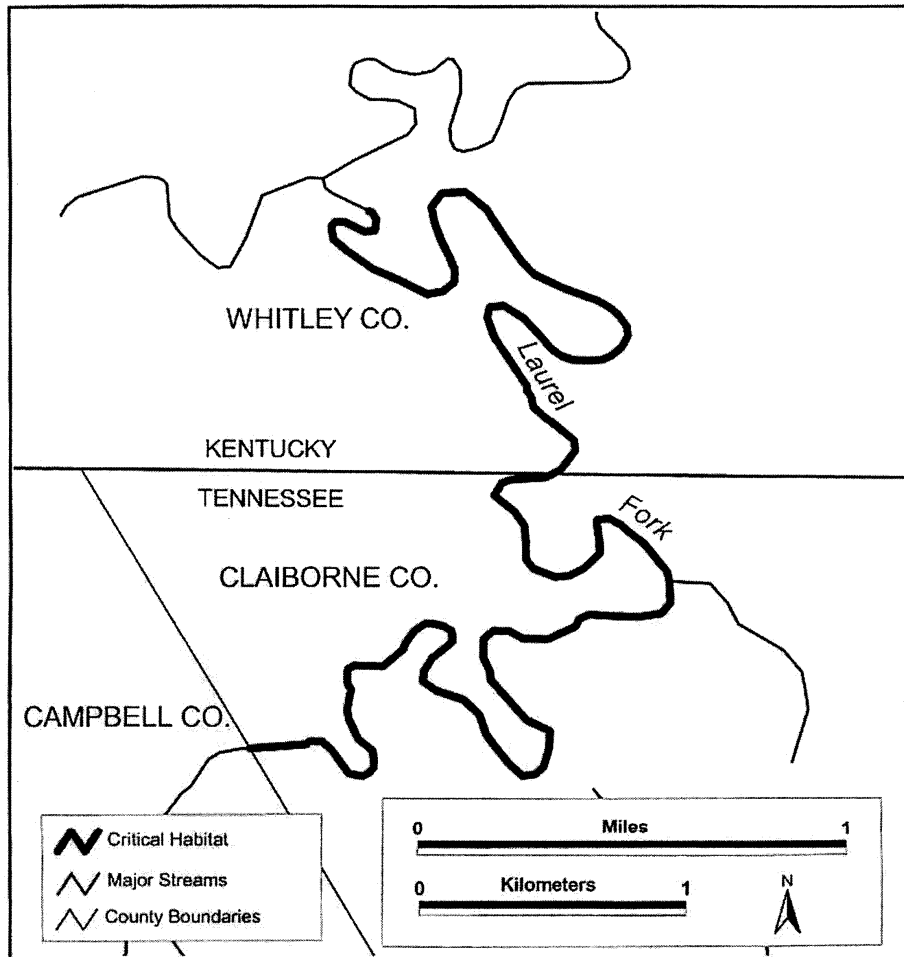 WHITLEY CO.
Laurel
KENTUCKY
TENNESSEE
Fork
CLAIBORNE CO.
CAMPBELL CO.
Critical Habitat
Major Streams
County Boundaries
0 Miles 1
0 Kilometers 1
N